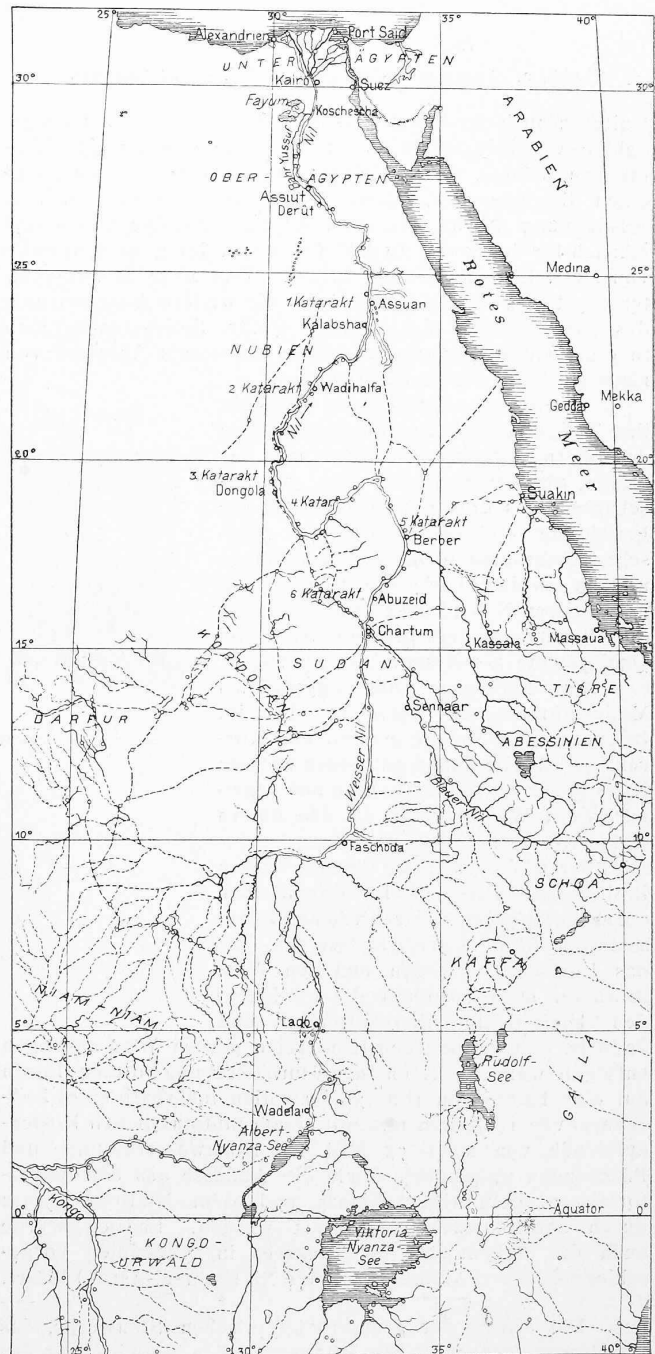 30° 35° 40°
Alexandrien Port Saïd
UNTER- ÄGYPTEN
Kairo Suez
30° 30°
Fayum Koschescha
Nil
ARABIEN
Bahr Yussuf
OBER- ÄGYPTEN
Assiut
Derût
25° 25°
Rotes Meer
Medina
1 Katarakt Assuan
Kalabsha
NUBIEN
2 Katarakt Wadihalfa
Nil
Gedda Mekka
20° 20°
3. Katarakt
Dongola
4 Katar.
Suakin
5 Katarakt
Berber
6 Katarakt Abuzeid
Chartum
Kassala Massaua
15° 15°
KORDOFAN
SUDAN
TIGRE
DARFUR
Sennaar
ABESSINIEN
Weisser Nil
Blauer Nil
10° 10°
Faschoda
SCHOA
KAFFA
NIAM-NIAM
Lado
5° 5°
Rudolf-
See
GALLA
Wadela
Albert
Nyanza-See
Kongo
0° Äquator 0°
KONGO-
URWALD
Viktoria
Nyanza-
See
25° 30° 35° 40°